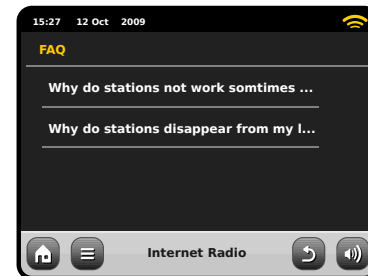 15:27 12 Oct 2009
FAQ
Why do stations not work somtimes ...
Why do stations disappear from my l...
Internet Radio